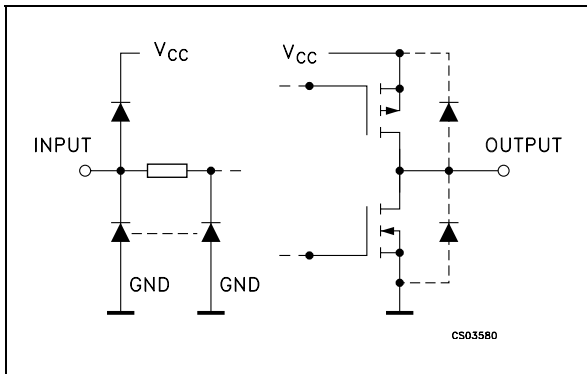 VCC
VCC
INPUT
OUTPUT
GND
GND
CS03580